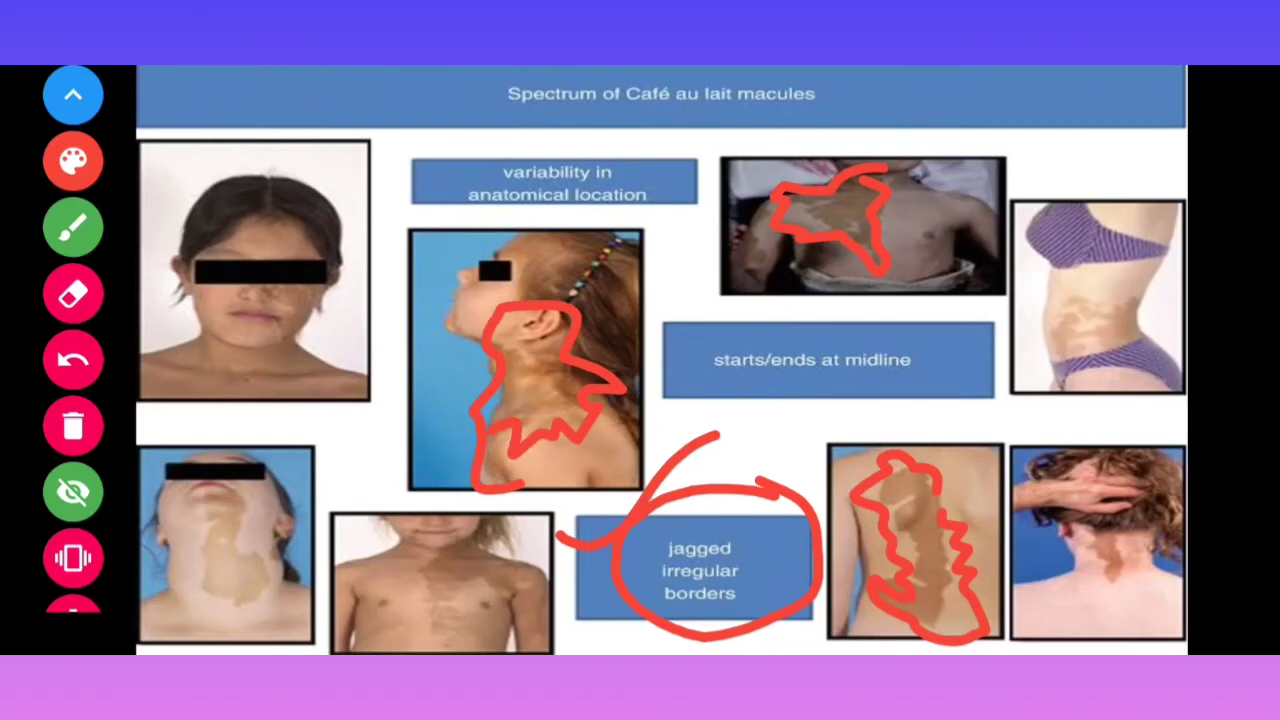 Spectrum of Café au lait macules
variability in
anatomical location
starts/ends at midline
jagged
irregular
borders